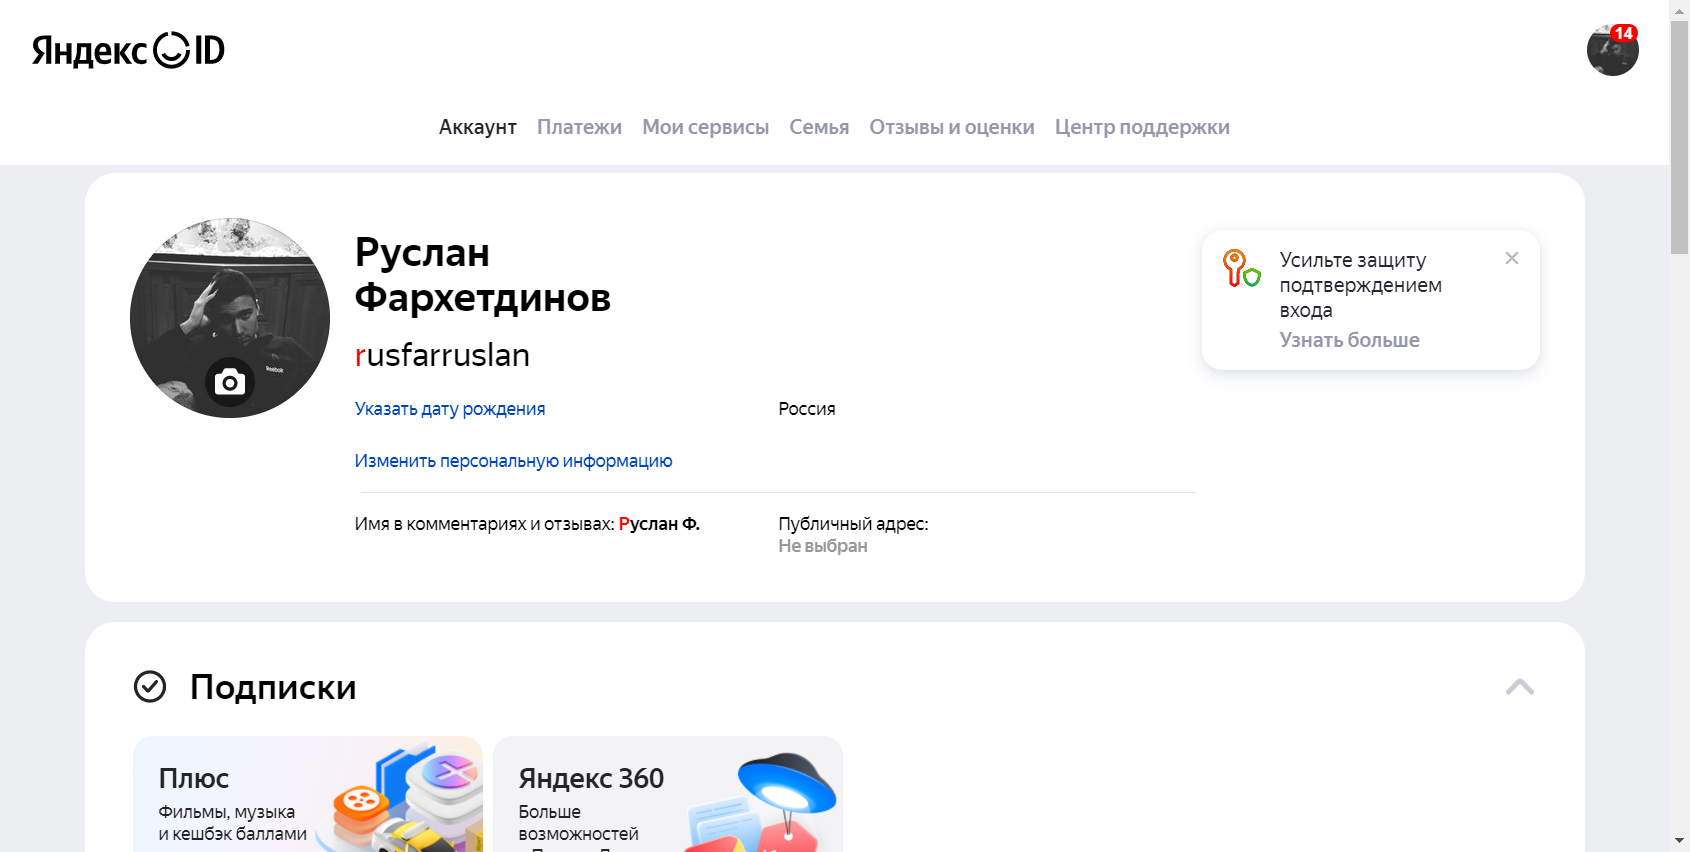 Яндекс ID
14
Аккаунт Платежи Мои сервисы Семья Отзывы и оценки Центр поддержки
Руслан
Фархетдинов
rusfarruslan
Указать дату рождения
Россия
Изменить персональную информацию
Имя в комментариях и отзывах: Руслан Ф.
Публичный адрес:
Не выбран
Усильте защиту
подтверждением
входа
Узнать больше
Reebok
Подписки
Плюс
Фильмы, музыка
и кешбэк баллами
Яндекс 360
Больше
возможностей